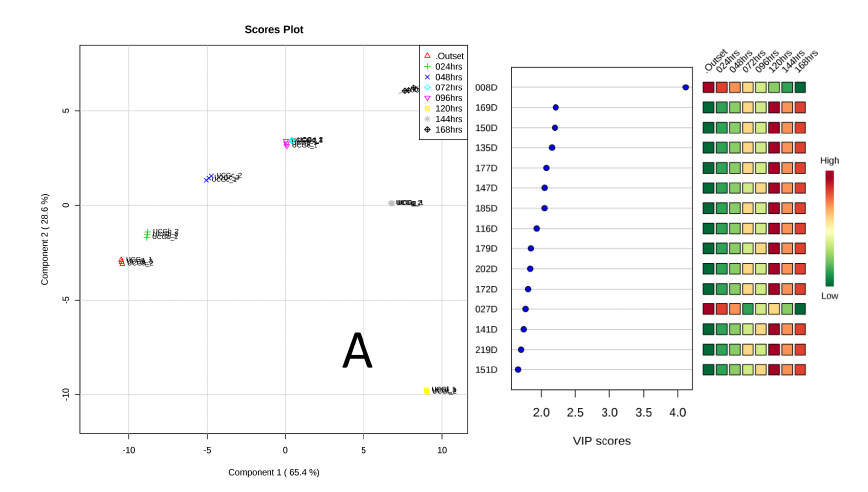 Scores Plot
.Outset
024hrs
048hrs
072hrs
096hrs
120hrs
144hrs
168hrs
5
0
-5
-10
-10
-5
0
5
10
Component 2 ( 28.6 %)
Component 1 ( 65.4 %)
A
.Outset
024hrs
048hrs
072hrs
096hrs
120hrs
144hrs
168hrs
008D
169D
150D
135D
177D
147D
185D
116D
179D
202D
172D
027D
141D
219D
151D
2.0
2.5
3.0
3.5
4.0
VIP scores
High
Low